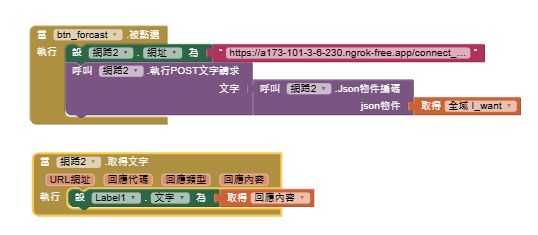 當 btn_forcast .被點選
執行 設 網路2 . 網址 為 " https://a173-101-3-6-230.ngrok-free.app/connect_... "
呼叫 網路2 .執行POST文字請求
文字 呼叫 網路2 .Json物件編碼
json物件 取得 全域 I_want
當 網路2 .取得文字
URL網址 回應代碼 回應類型 回應內容
執行 設 Label1 . 文字 為 取得 回應內容